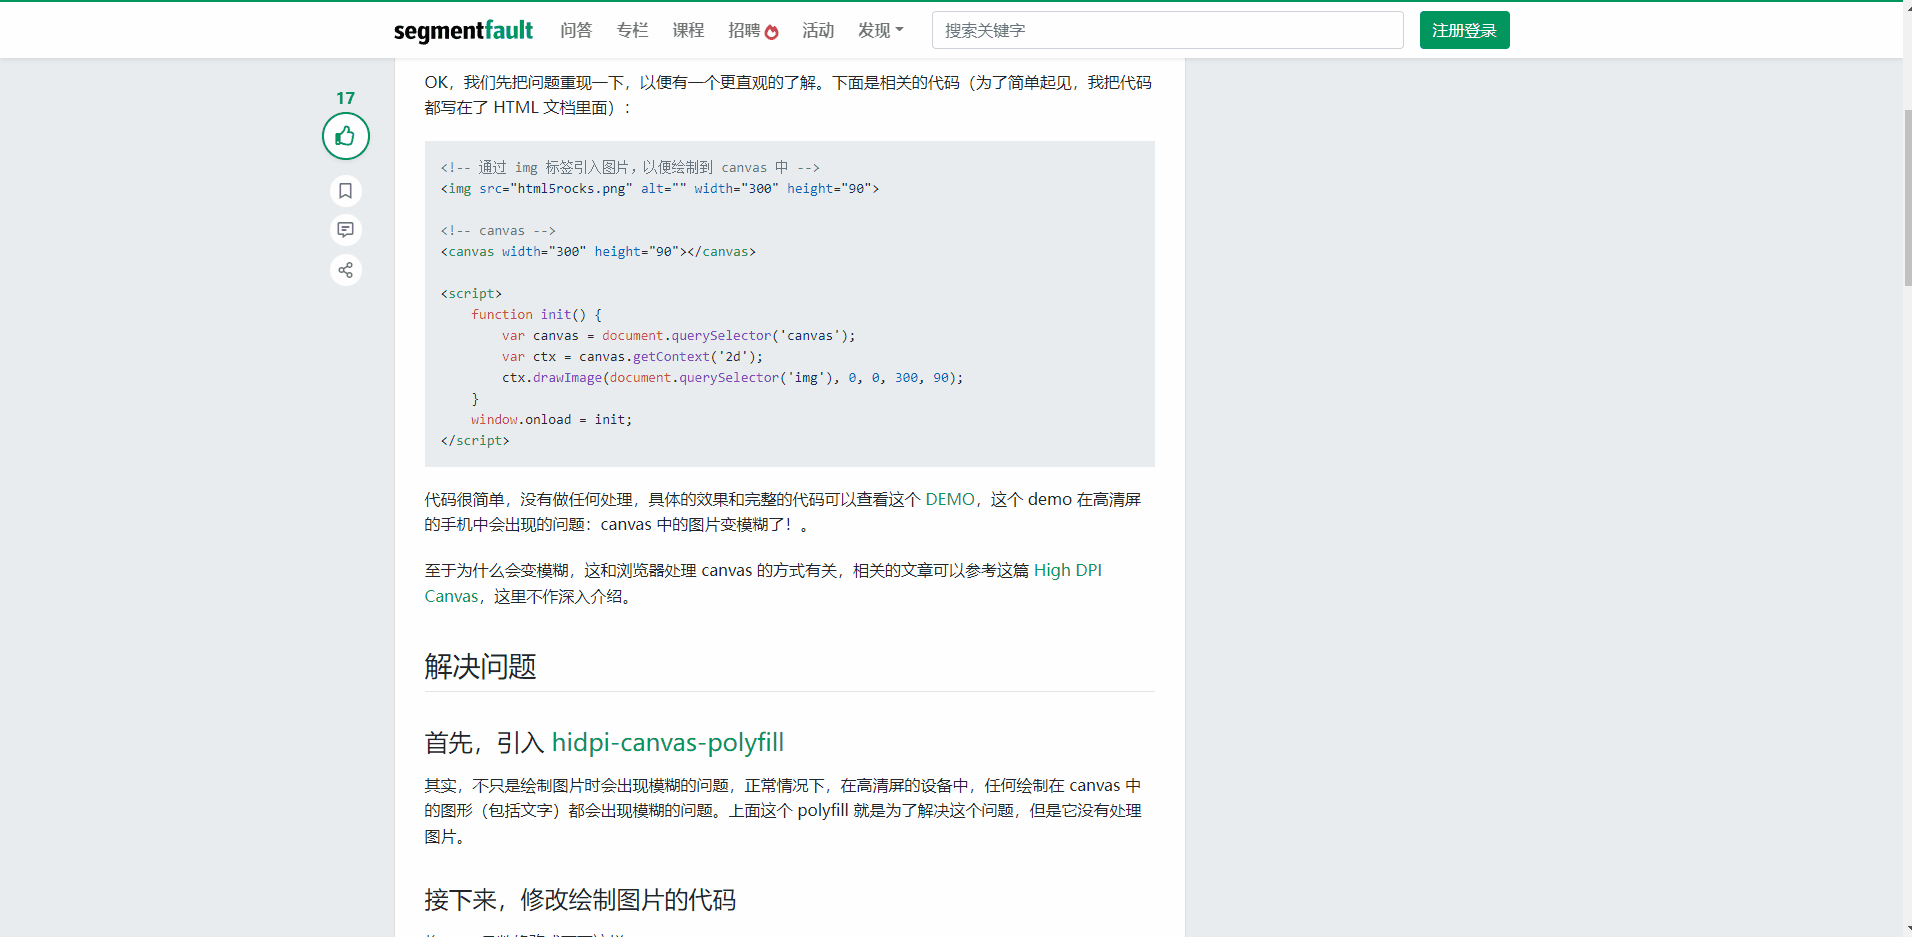 segmentfault 问答 专栏 课程 招聘 活动 发现 搜索关键字 注册登录
17
OK，我们先把问题重现一下，以便有一个更直观的了解。下面是相关的代码（为了简单起见，我把代码
都写在了 HTML 文档里面）：
<!-- 通过 img 标签引入图片，以便绘制到 canvas 中 -->
<img src="html5rocks.png" alt="" width="300" height="90">
<!-- canvas -->
<canvas width="300" height="90"></canvas>
<script>
function init() {
var canvas = document.querySelector('canvas');
var ctx = canvas.getContext('2d');
ctx.drawImage(document.querySelector('img'), 0, 0, 300, 90);
}
window.onload = init;
</script>
代码很简单，没有做任何处理，具体的效果和完整的代码可以查看这个 DEMO，这个 demo 在高清屏
的手机中会出现的问题：canvas 中的图片变模糊了！。
至于为什么会变模糊，这和浏览器处理 canvas 的方式有关，相关的文章可以参考这篇 High DPI
Canvas，这里不作深入介绍。
解决问题
首先，引入 hidpi-canvas-polyfill
其实，不只是绘制图片时会出现模糊的问题，正常情况下，在高清屏的设备中，任何绘制在 canvas 中
的图形（包括文字）都会出现模糊的问题。上面这个 polyfill 就是为了解决这个问题，但是它没有处理
图片。
接下来，修改绘制图片的代码